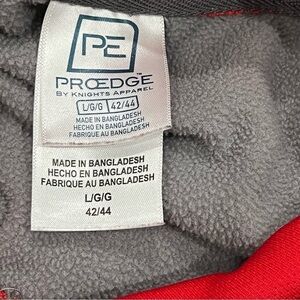 PE
PROEDGE™
BY KNIGHTS APPAREL
L/G/G 42/44
MADE IN BANGLADESH
HECHO EN BANGLADESH
FABRIQUE AU BANGLADESH
MADE IN BANGLADESH
HECHO EN BANGLADESH
FABRIQUE AU BANGLADESH
L/G/G
42/44